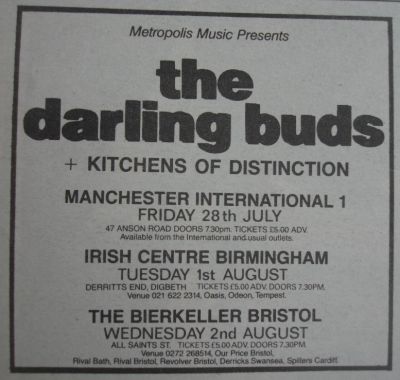 Metropolis Music Presents
the
darling buds
+ KITCHENS OF DISTINCTION
MANCHESTER INTERNATIONAL 1
FRIDAY 28th JULY
47 ANSON ROAD DOORS 7.30pm. TICKETS £5.00 ADV.
Available from the International and usual outlets.
IRISH CENTRE BIRMINGHAM
TUESDAY 1st AUGUST
DERRITTS END, DIGBETH TICKETS £5.00 ADV. DOORS 7.30PM.
Venue 021 622 2314, Oasis, Odeon, Tempest.
THE BIERKELLER BRISTOL
WEDNESDAY 2nd AUGUST
ALL SAINTS ST. TICKETS £5.00 ADV. DOORS 7.30PM.
Venue 0272 268514, Our Price Bristol,
Rival Bath, Rival Bristol, Revolver Bristol, Derricks Swansea, Spillers Cardiff.